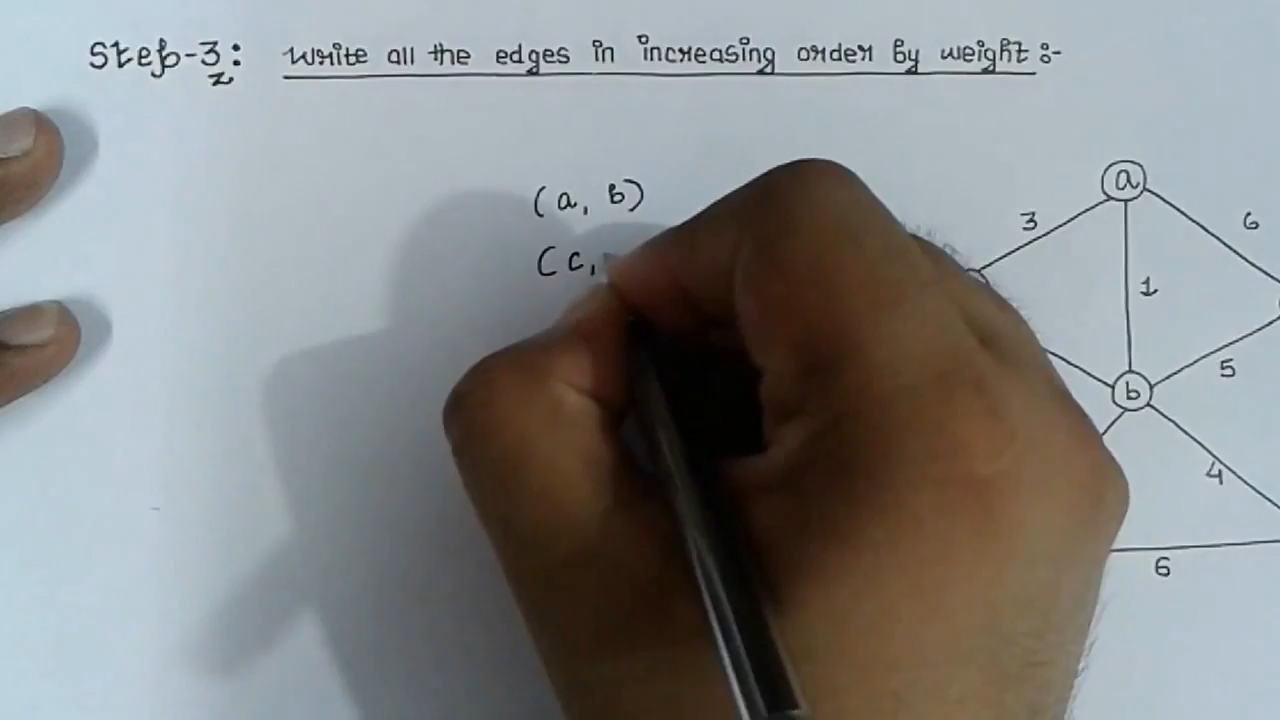 Step-3:
Write all the edges in increasing order by weight :-
(a, b)
(c,
a
3
6
1
b
5
4
6